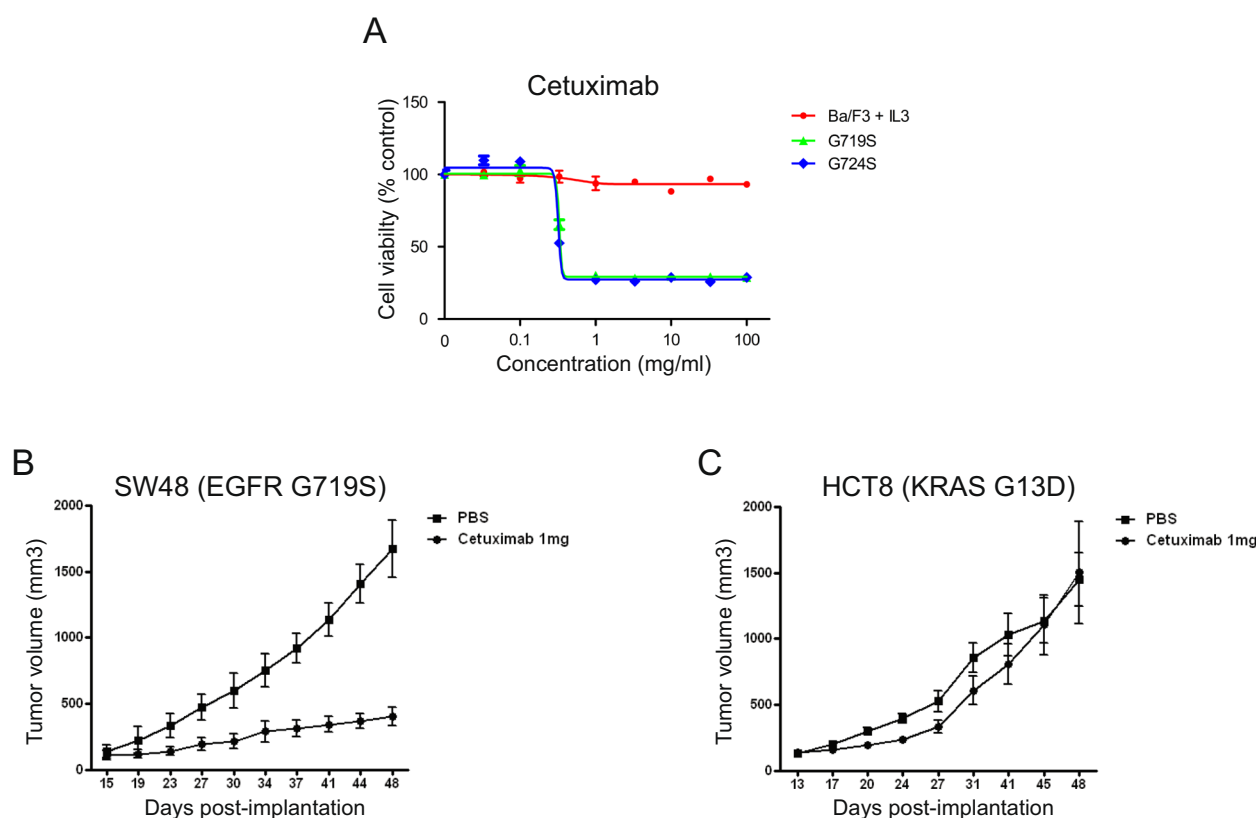 A
Cetuximab
Cell viabilty (% control)
150
100
50
0
0
0.1
1
10
100
Concentration (mg/ml)
Ba/F3 + IL3
G719S
G724S
B
SW48 (EGFR G719S)
Tumor volume (mm3)
2000
1500
1000
500
0
15 19 23 27 30 34 37 41 44 48
Days post-implantation
PBS
Cetuximab 1mg
C
HCT8 (KRAS G13D)
Tumor volume (mm3)
2000
1500
1000
500
0
13 17 20 24 27 31 41 45 48
Days post-implantation
PBS
Cetuximab 1mg